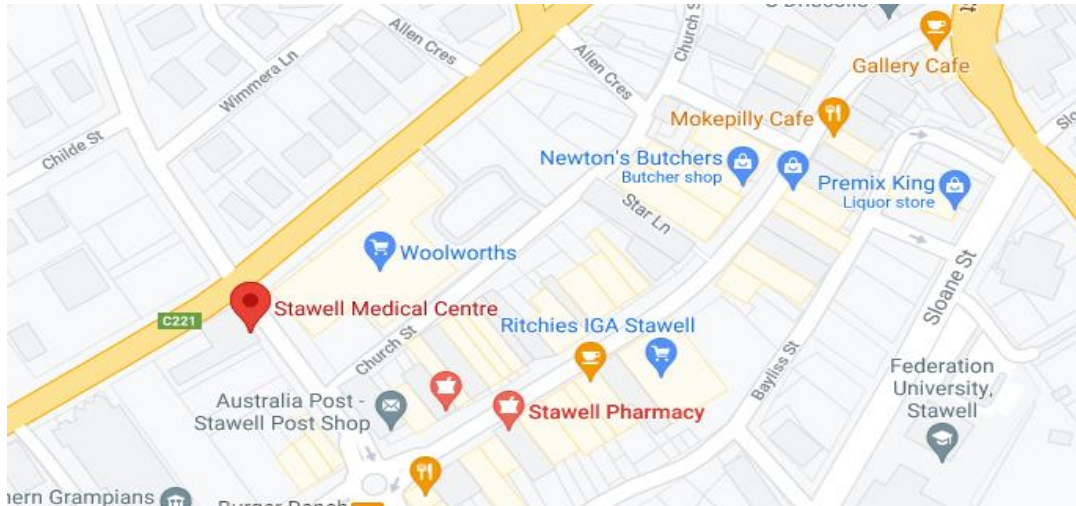 Allen Cres
Church S
Gallery Cafe
Allen Cres
Wimmera Ln
Mokepilly Cafe
Childe St
Newton's Butchers
Butcher shop
Premix King
Liquor store
Star Ln
Woolworths
Sloane St
Stawell Medical Centre
C221
Ritchies IGA Stawell
Church St
Bayliss St
Federation
University,
Stawell
Australia Post -
Stawell Post Shop
Stawell Pharmacy
hern Grampians